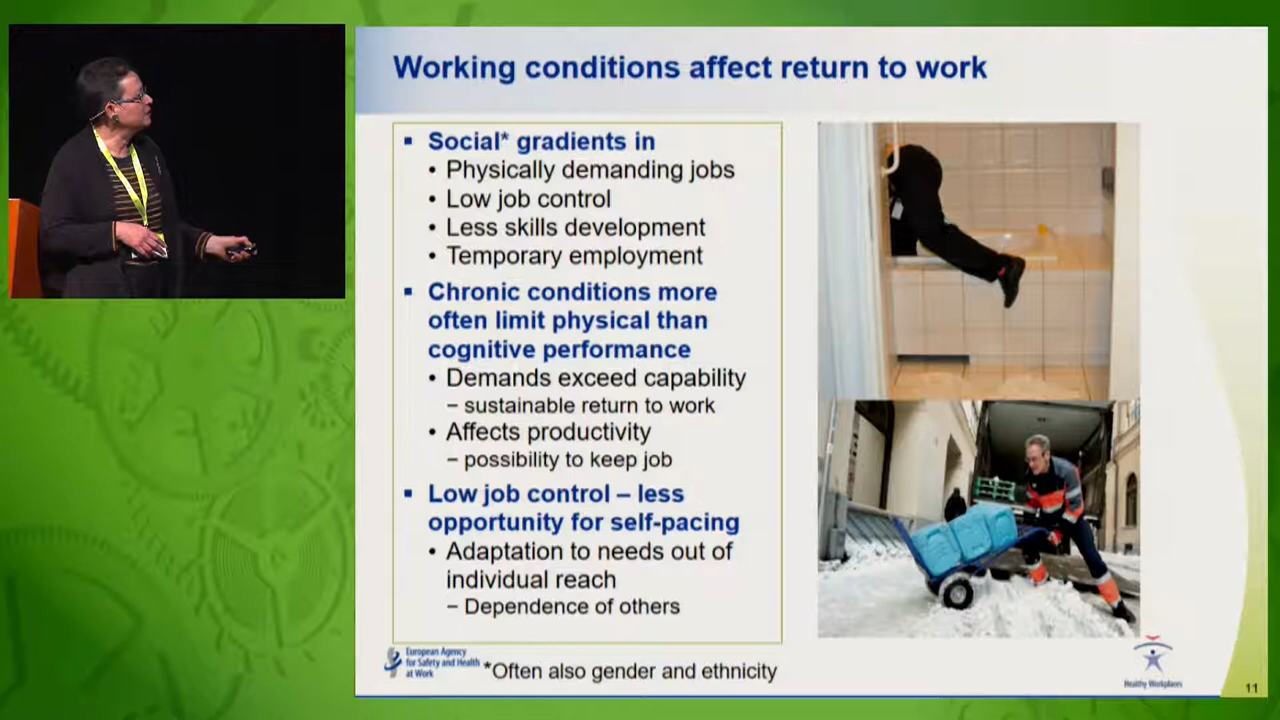 Working conditions affect return to work
▪ Social* gradients in
• Physically demanding jobs
• Low job control
• Less skills development
• Temporary employment
▪ Chronic conditions more
often limit physical than
cognitive performance
• Demands exceed capability
– sustainable return to work
• Affects productivity
– possibility to keep job
▪ Low job control – less
opportunity for self-pacing
• Adaptation to needs out of
individual reach
– Dependence of others
European Agency
for Safety and Health
at Work
*Often also gender and ethnicity
Healthy Workplaces
11